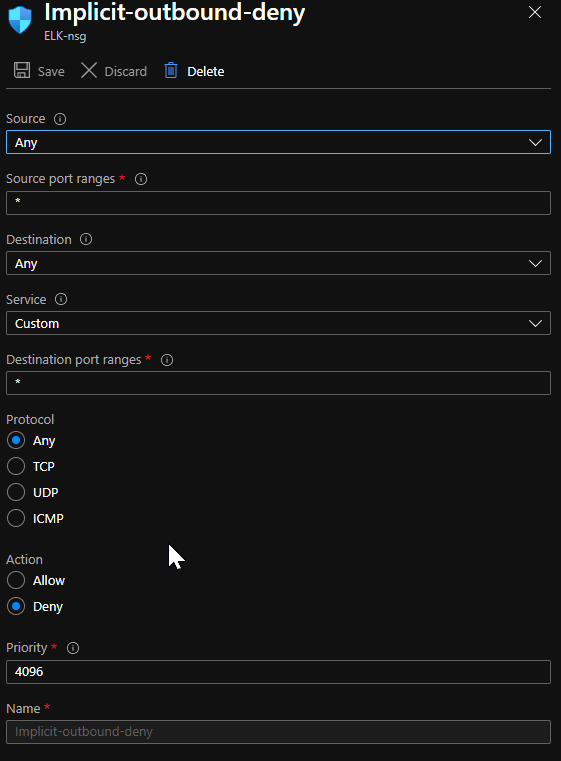 Implicit-outbound-deny
ELK-nsg
Save Discard Delete
Source
Any
Source port ranges *
*
Destination
Any
Service
Custom
Destination port ranges *
*
Protocol
Any
TCP
UDP
ICMP
Action
Allow
Deny
Priority *
4096
Name *
Implicit-outbound-deny